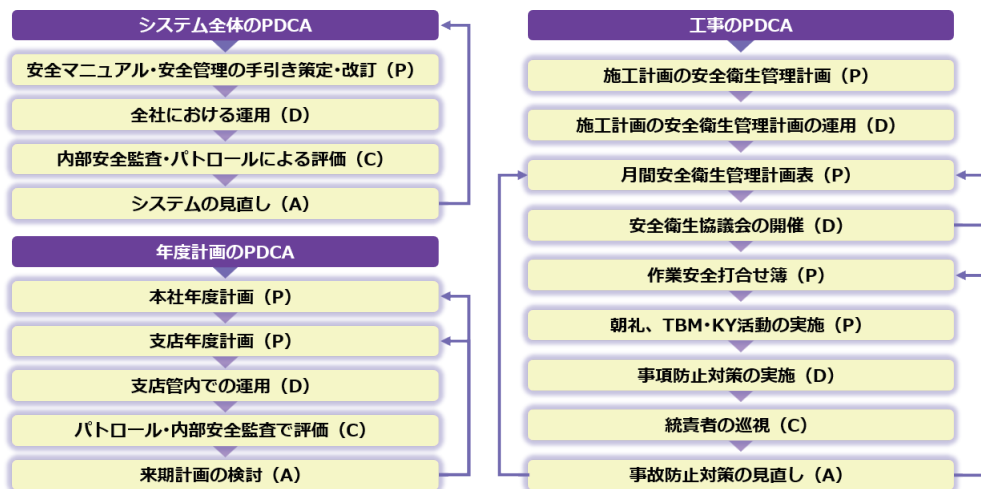 システム全体のPDCA
安全マニュアル・安全管理の手引き策定・改訂（P）
全社における運用（D）
内部安全監査・パトロールによる評価（C）
システムの見直し（A）
年度計画のPDCA
本社年度計画（P）
支店年度計画（P）
支店管内での運用（D）
パトロール・内部安全監査で評価（C）
来期計画の検討（A）
工事のPDCA
施工計画の安全衛生管理計画（P）
施工計画の安全衛生管理計画の運用（D）
月間安全衛生管理計画表（P）
安全衛生協議会の開催（D）
作業安全打合せ簿（P）
朝礼、TBM・KY活動の実施（P）
事項防止対策の実施（D）
統責者の巡視（C）
事故防止対策の見直し（A）